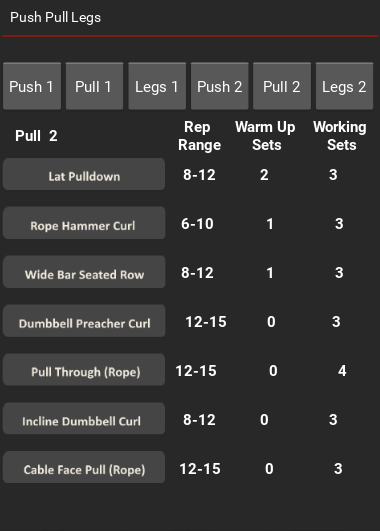 Push Pull Legs
Push 1 Pull 1 Legs 1 Push 2 Pull 2 Legs 2
Pull 2 Rep Range Warm Up Sets Working Sets
Lat Pulldown 8-12 2 3
Rope Hammer Curl 6-10 1 3
Wide Bar Seated Row 8-12 1 3
Dumbbell Preacher Curl 12-15 0 3
Pull Through (Rope) 12-15 0 4
Incline Dumbbell Curl 8-12 0 3
Cable Face Pull (Rope) 12-15 0 3